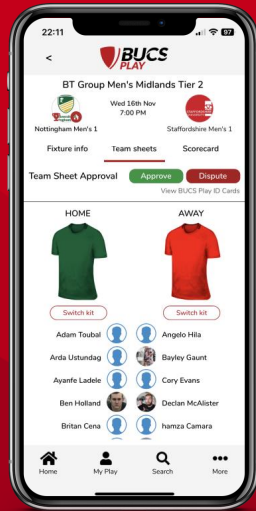 22:11
97
<
BUCS
PLAY
BT Group Men's Midlands Tier 2
Wed 16th Nov
7:00 PM
Nottingham Men's 1
Staffordshire Men's 1
Fixture info
Team sheets
Scorecard
Team Sheet Approval
Approve
Dispute
View BUCS Play ID Cards
HOME
AWAY
Switch kit
Switch kit
Adam Toubal
Angelo Hila
Arda Ustundag
Bayley Gaunt
Ayanfe Ladele
Cory Evans
Ben Holland
Declan McAlister
Britan Cena
hamza Camara
Home
My Play
Search
More